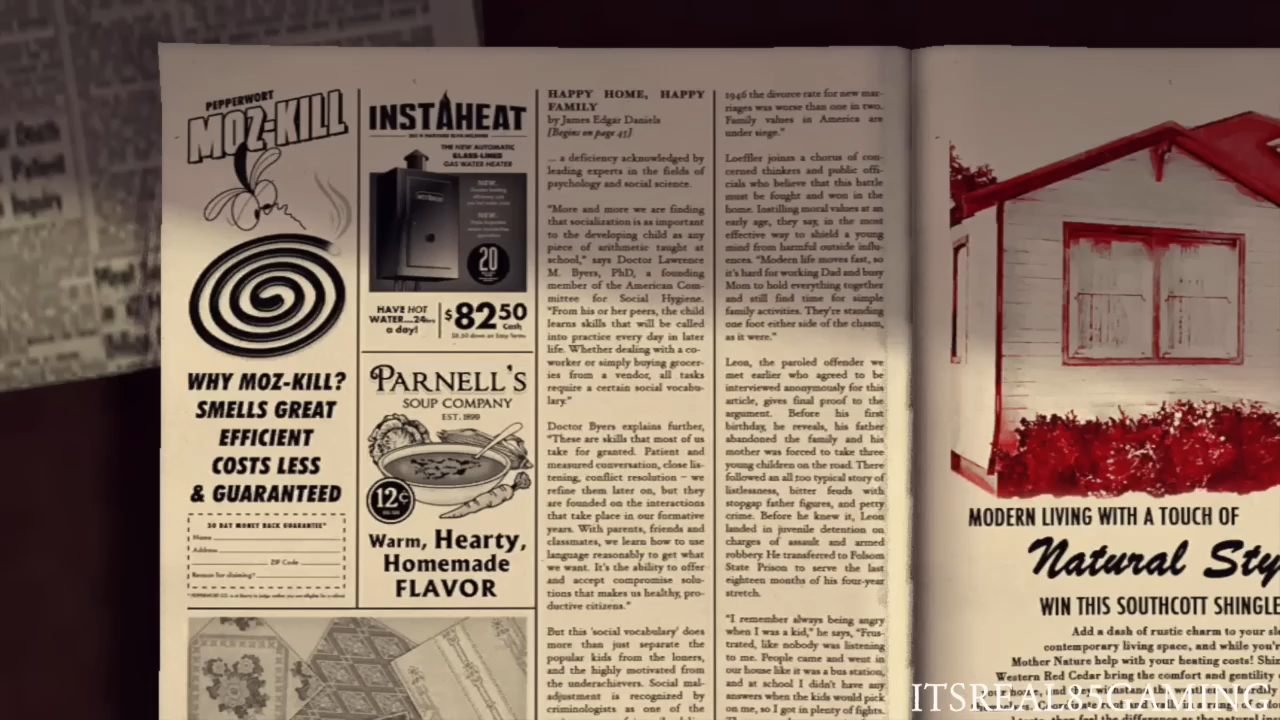 PEPPERWORT
MOZ-KILL
WHY MOZ-KILL?
SMELLS GREAT
EFFICIENT
COSTS LESS
& GUARANTEED
30 DAY MONEY BACK GUARANTEE*
Name
Address
ZIP Code
Reason for claiming?
INSTAHEAT
THE NEW AUTOMATIC
GLASS-LINED
GAS WATER HEATER
NEW.
NEW.
20
HAVE HOT
WATER...24hrs
a day!
$82.50
Cash
PARNELL'S
SOUP COMPANY
EST. 1899
12¢
Warm, Hearty,
Homemade
FLAVOR
HAPPY HOME, HAPPY
FAMILY
by James Edgar Daniels
[Begins on page 45]
... a deficiency acknowledged by
leading experts in the fields of
psychology and social science.
"More and more we are finding
that socialization is as important
to the developing child as any
piece of arithmetic taught at
school," says Doctor Lawrence
M. Byers, PhD, a founding
member of the American Com-
mittee for Social Hygiene.
"From his or her peers, the child
learns skills that will be called
into practice every day in later
life. Whether dealing with a co-
worker or simply buying grocer-
ies from a vendor, all tasks
require a certain social vocabu-
lary."
Doctor Byers explains further,
"These are skills that most of us
take for granted. Patient and
measured conversation, close lis-
tening, conflict resolution – we
refine them later on, but they
are founded on the interactions
that take place in our formative
years. With parents, friends and
classmates, we learn how to use
language reasonably to get what
we want. It's the ability to offer
and accept compromise solu-
tions that makes us healthy, pro-
ductive citizens."
But this 'social vocabulary' does
more than just separate the
popular kids from the loners,
and the highly motivated from
the underachievers. Social mal-
adjustment is recognized by
criminologists as one of the
1946 the divorce rate for new mar-
riages was worse than one in two.
Family values in America are
under siege."
Loeffler joins a chorus of con-
cerned thinkers and public offi-
cials who believe that this battle
must be fought and won in the
home. Instilling moral values at an
early age, they say, is the most
effective way to shield a young
mind from harmful outside influ-
ences. "Modern life moves fast, so
it's hard for working Dad and busy
Mom to hold everything together
and still find time for simple
family activities. They're standing
one foot either side of the chasm,
as it were."
Leon, the paroled offender we
met earlier who agreed to be
interviewed anonymously for this
article, gives final proof to the
argument. Before his first
birthday, he reveals, his father
abandoned the family and his
mother was forced to take three
young children on the road. There
followed an all too typical story of
listlessness, bitter feuds with
stopgap father figures, and petty
crime. Before he knew it, Leon
landed in juvenile detention on
charges of assault and armed
robbery. He transferred to Folsom
State Prison to serve the last
eighteen months of his four-year
stretch.
"I remember always being angry
when I was a kid," he says, "Frus-
trated, like nobody was listening
to me. People came and went in
our house like it was a bus station,
and at school I didn't have any
answers when the kids would pick
on me, so I got in plenty of fights.
MODERN LIVING WITH A TOUCH OF
Natural Sty
WIN THIS SOUTHCOTT SHINGLE
Add a dash of rustic charm to your
contemporary living space, and while you're
Mother Nature help with your heating costs!
Western Red Cedar bring the comfort and gentility
ITSREAL85GAMING